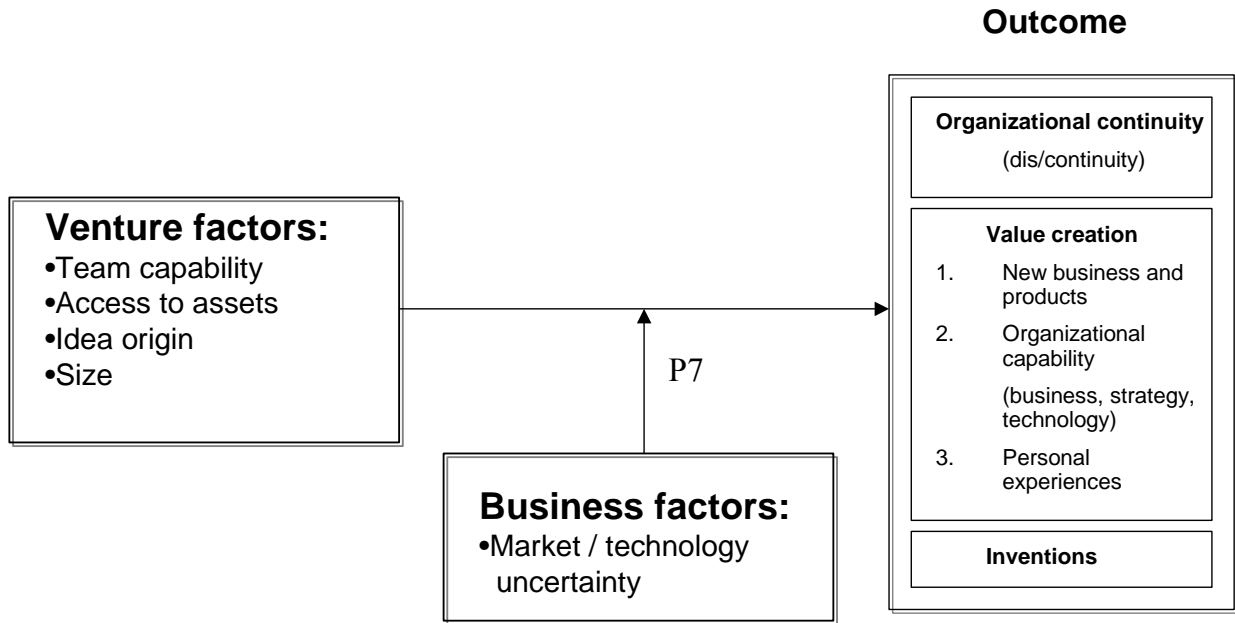 Outcome
Organizational continuity
(dis/continuity)
Venture factors:
•Team capability
•Access to assets
•Idea origin
•Size
Value creation
1. New business and
products
2. Organizational
capability
(business, strategy,
technology)
3. Personal
experiences
P7
Business factors:
•Market / technology
uncertainty
Inventions